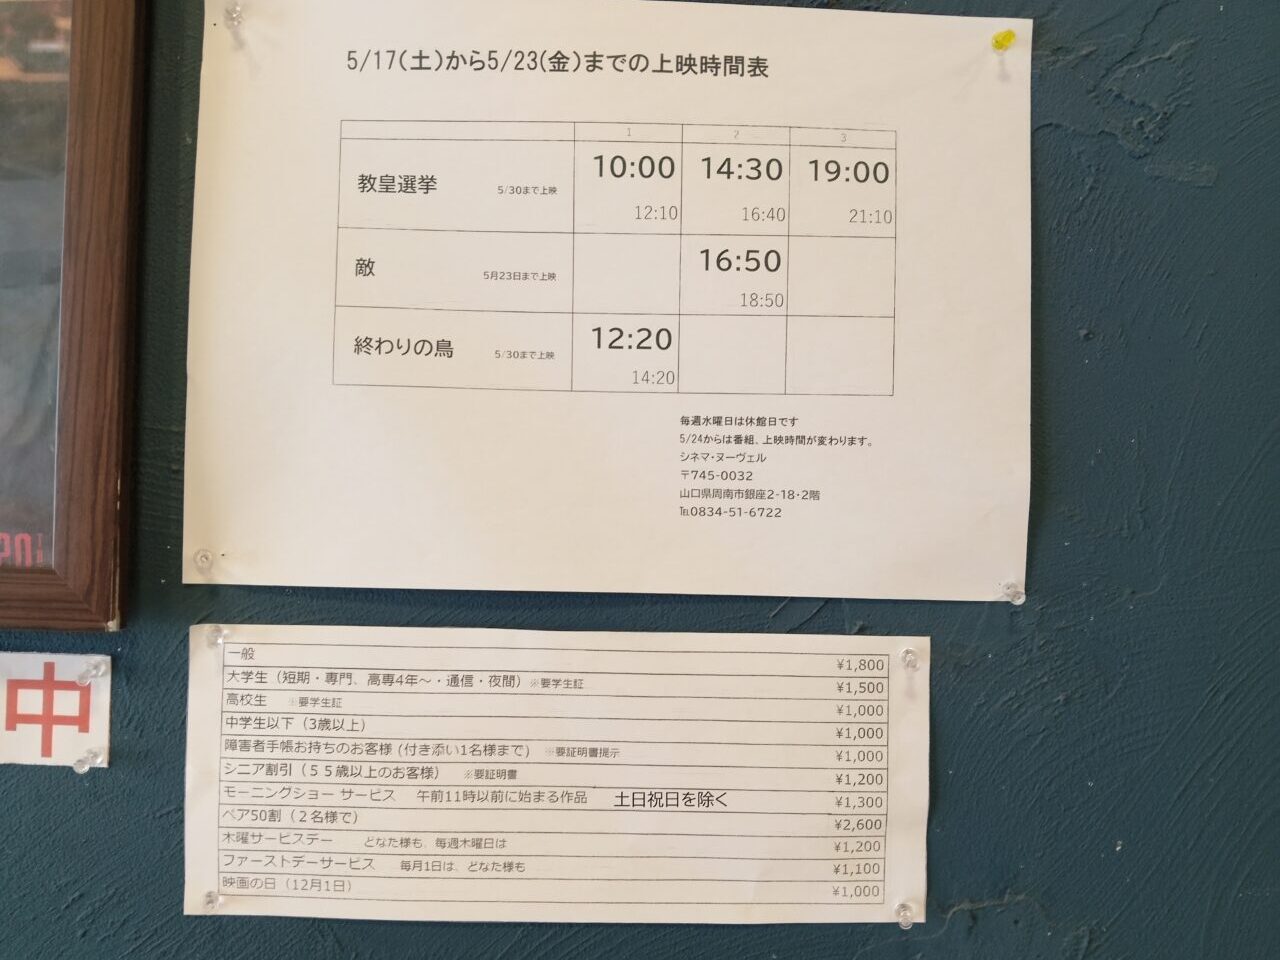 5/17(土)から5/23(金)までの上映時間表
1 2 3
教皇選挙 5/30まで上映 10:00 14:30 19:00
12:10 16:40 21:10
敵 5月23日まで上映 16:50
18:50
終わりの鳥 5/30まで上映 12:20
14:20
毎週水曜日は休館日です
5/24からは番組、上映時間が変わります。
シネマ・ヌーヴェル
〒745-0032
山口県周南市銀座2-18・2階
℡0834-51-6722
一般 ¥1,800
大学生（短期・専門、高専4年～・通信・夜間）※要学生証 ¥1,500
高校生 ※要学生証 ¥1,000
中学生以下（3歳以上） ¥1,000
障害者手帳お持ちのお客様 (付き添い1名様まで) ※要証明書提示 ¥1,000
シニア割引（５５歳以上のお客様） ※要証明書 ¥1,200
モーニングショー サービス 午前11時以前に始まる作品 土日祝日を除く ¥1,300
ペア50割（２名様で） ¥2,600
木曜サービスデー どなた様も、毎週木曜日は ¥1,200
ファーストデーサービス 毎月1日は、どなた様も ¥1,100
映画の日（12月1日） ¥1,000
中